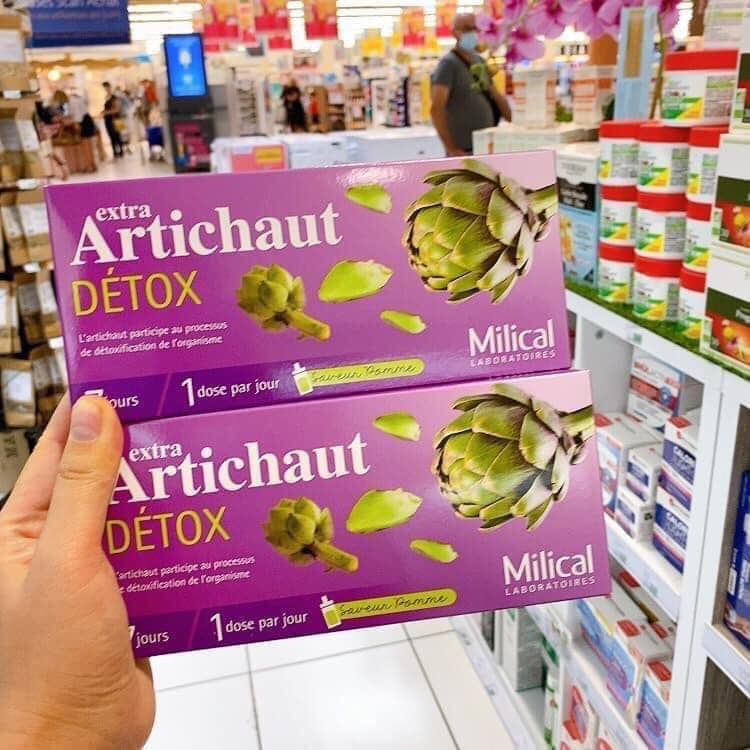 extra
Artichaut
DÉTOX
L'artichaut participe au processus
de détoxification de l'organisme
7 jours
1 dose par jour
Saveur Pomme
Milical
LABORATOIRES
extra
Artichaut
DÉTOX
L'artichaut participe au processus
de détoxification de l'organisme
7 jours
1 dose par jour
Saveur Pomme
Milical
LABORATOIRES